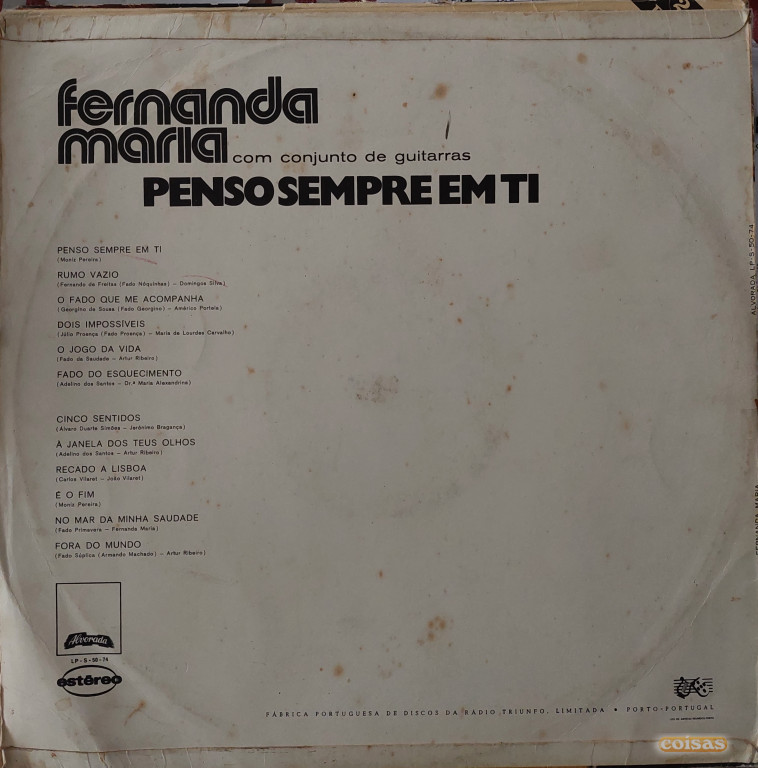 fernanda
maria com conjunto de guitarras
PENSO SEMPRE EM TI
PENSO SEMPRE EM TI
(Moniz Pereira)
RUMO VAZIO
(Fernando de Freitas (Fado Nóquinhas) – Domingos Silva)
O FADO QUE ME ACOMPANHA
(Georgino de Sousa (Fado Georgino) – Américo Portela)
DOIS IMPOSSÍVEIS
(Júlio Proença (Fado Proença) – Maria de Lourdes Carvalho)
O JOGO DA VIDA
(Fado da Saudade – Artur Ribeiro)
FADO DO ESQUECIMENTO
(Adelino dos Santos – Dr.ª Maria Alexandrina)
CINCO SENTIDOS
(Álvaro Duarte Simões – Jerónimo Bragança)
À JANELA DOS TEUS OLHOS
(Adelino dos Santos – Artur Ribeiro)
RECADO A LISBOA
(Carlos Vilaret – João Vilaret)
É O FIM
(Moniz Pereira)
NO MAR DA MINHA SAUDADE
(Fado Primavera – Fernanda Maria)
FORA DO MUNDO
(Fado Súplica (Armando Machado) – Artur Ribeiro)
Alvorada
LP-S-50-74
estéreo
FÁBRICA PORTUGUESA DE DISCOS DA RÁDIO TRIUNFO, LIMITADA • PORTO-PORTUGAL
ALVORADA LP-S-50-74
FERNANDA MARIA
coisas